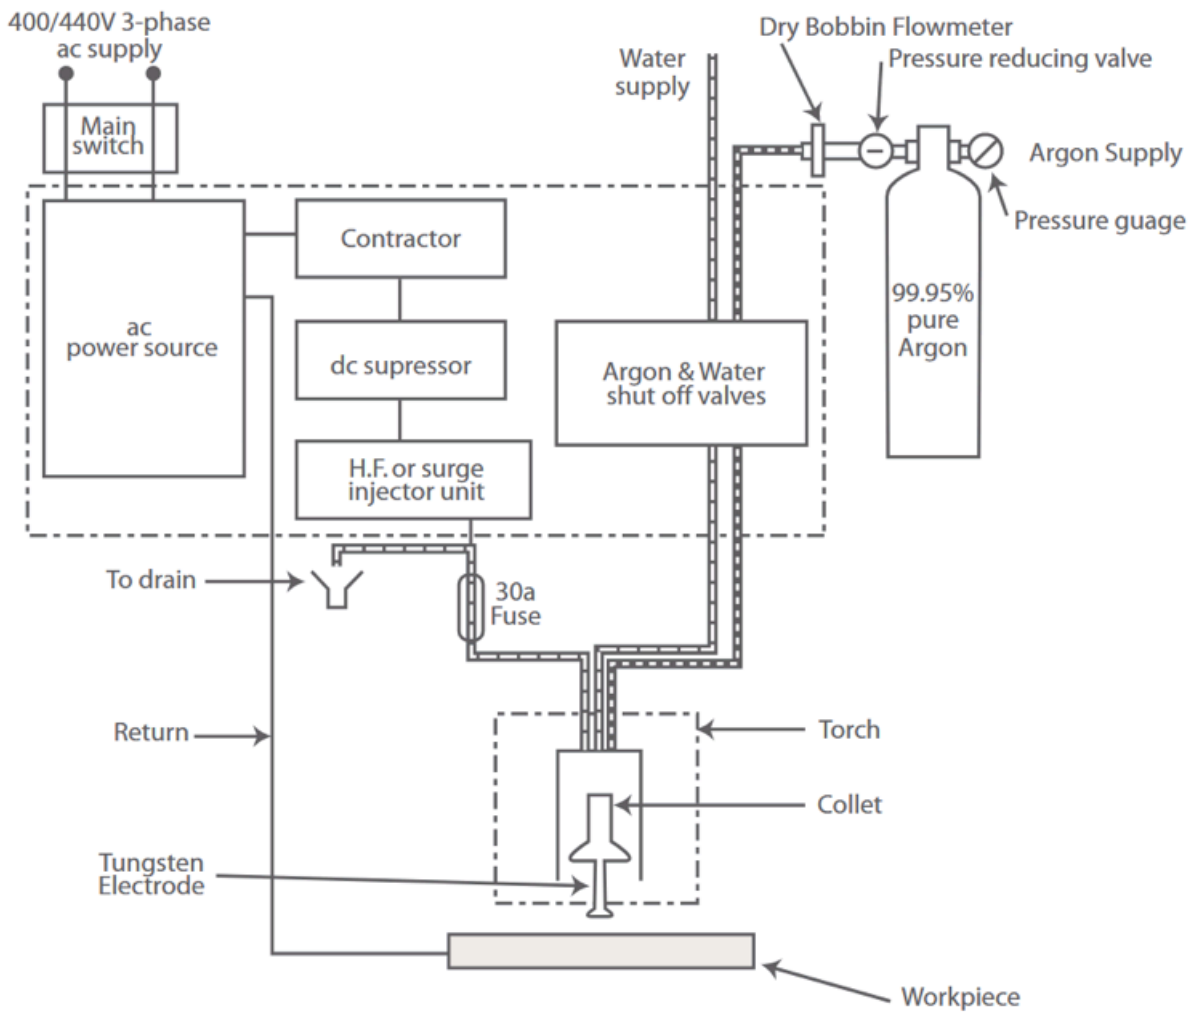 400/440V 3-phase
ac supply
Main
switch
Water
supply
Dry Bobbin Flowmeter
Pressure reducing valve
Argon Supply
Pressure guage
99.95%
pure
Argon
ac
power source
Contractor
dc supressor
H.F. or surge
injector unit
Argon & Water
shut off valves
To drain
30a
Fuse
Return
Torch
Collet
Tungsten
Electrode
Workpiece